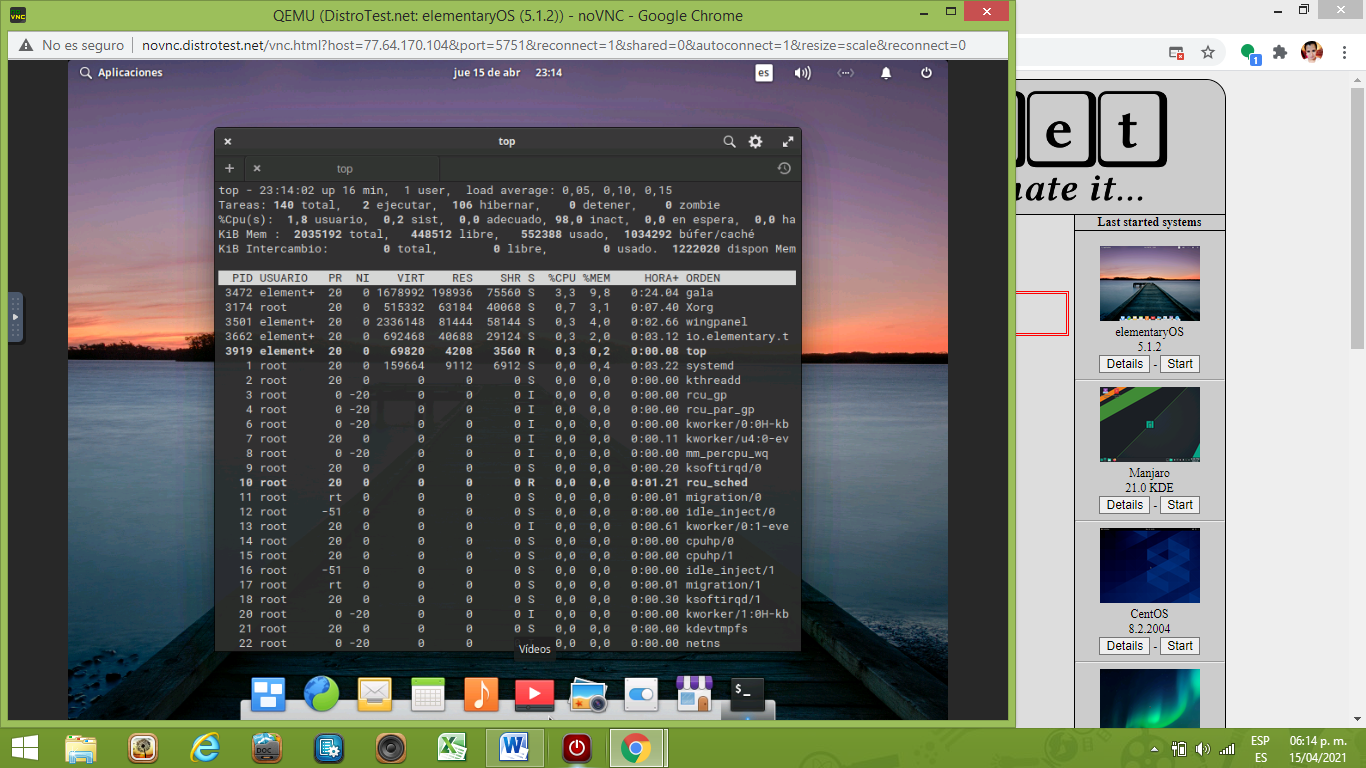 QEMU (DistroTest.net: elementaryOS (5.1.2)) - noVNC - Google Chrome
No es seguro | novnc.distrotest.net/vnc.html?host=77.64.170.104&port=5751&reconnect=1&shared=0&autoconnect=1&resize=scale&reconnect=0
Aplicaciones jue 15 de abr 23:14 es
top
top
top - 23:14:02 up 16 min, 1 user, load average: 0,05, 0,10, 0,15
Tareas: 140 total, 2 ejecutar, 106 hibernar, 0 detener, 0 zombie
%Cpu(s): 1,8 usuario, 0,2 sist, 0,0 adecuado, 98,0 inact, 0,0 en espera, 0,0 ha
KiB Mem : 2035192 total, 448512 libre, 552388 usado, 1034292 búfer/caché
KiB Intercambio: 0 total, 0 libre, 0 usado. 1222020 dispon Mem
PID USUARIO PR NI VIRT RES SHR S %CPU %MEM HORA+ ORDEN
3472 element+ 20 0 1678992 198936 75560 S 3,3 9,8 0:24.04 gala
3174 root 20 0 515332 63184 40068 S 0,7 3,1 0:07.40 Xorg
3501 element+ 20 0 2336148 81444 58144 S 0,3 4,0 0:02.66 wingpanel
3662 element+ 20 0 692468 40688 29124 S 0,3 2,0 0:03.12 io.elementary.t
3919 element+ 20 0 69820 4208 3560 R 0,3 0,2 0:00.08 top
1 root 20 0 159664 9112 6912 S 0,0 0,4 0:03.22 systemd
2 root 20 0 0 0 0 S 0,0 0,0 0:00.00 kthreadd
3 root 0 -20 0 0 0 I 0,0 0,0 0:00.00 rcu_gp
4 root 0 -20 0 0 0 I 0,0 0,0 0:00.00 rcu_par_gp
6 root 0 -20 0 0 0 I 0,0 0,0 0:00.00 kworker/0:0H-kb
7 root 20 0 0 0 0 I 0,0 0,0 0:00.11 kworker/u4:0-ev
8 root 0 -20 0 0 0 I 0,0 0,0 0:00.00 mm_percpu_wq
9 root 20 0 0 0 0 S 0,0 0,0 0:00.20 ksoftirqd/0
10 root 20 0 0 0 0 R 0,0 0,0 0:01.21 rcu_sched
11 root rt 0 0 0 0 S 0,0 0,0 0:00.01 migration/0
12 root -51 0 0 0 0 S 0,0 0,0 0:00.00 idle_inject/0
13 root 20 0 0 0 0 I 0,0 0,0 0:00.61 kworker/0:1-eve
14 root 20 0 0 0 0 S 0,0 0,0 0:00.00 cpuhp/0
15 root 20 0 0 0 0 S 0,0 0,0 0:00.00 cpuhp/1
16 root -51 0 0 0 0 S 0,0 0,0 0:00.00 idle_inject/1
17 root rt 0 0 0 0 S 0,0 0,0 0:00.01 migration/1
18 root 20 0 0 0 0 S 0,0 0,0 0:00.30 ksoftirqd/1
20 root 0 -20 0 0 0 I 0,0 0,0 0:00.00 kworker/1:0H-kb
21 root 20 0 0 0 0 S 0,0 0,0 0:00.00 kdevtmpfs
22 root 0 -20 0 0 0,0 0,0 0:00.00 netns
Vídeos
$_
1
e t
nate it...
Last started systems
elementaryOS
5.1.2
Details - Start
Manjaro
21.0 KDE
Details - Start
CentOS
8.2.2004
Details - Start
DOC
ESP 06:14 p. m.
ES 15/04/2021